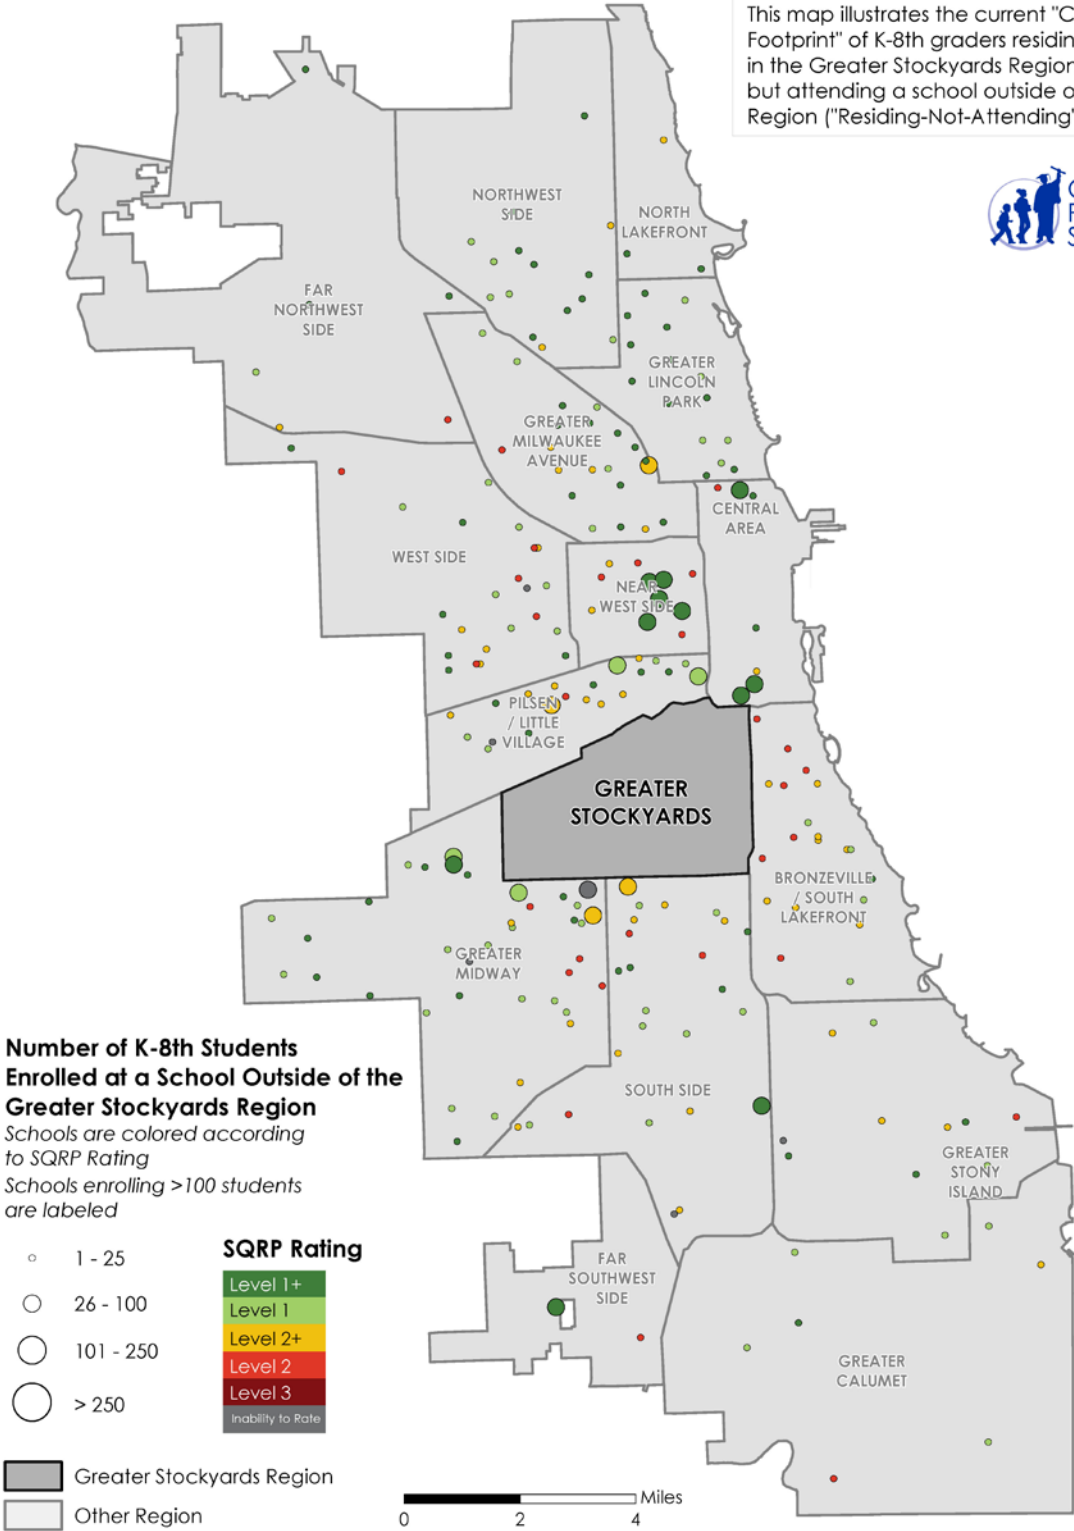 This map illustrates the current "C
Footprint" of K-8th graders residin
in the Greater Stockyards Region
but attending a school outside o
Region ("Residing-Not-Attending"
NORTHWEST
SIDE
NORTH
LAKEFRONT
FAR
NORTHWEST
SIDE
GREATER
LINCOLN
PARK
GREATER
MILWAUKEE
AVENUE
CENTRAL
AREA
WEST SIDE
NEAR
WEST SIDE
PILSEN
/ LITTLE
VILLAGE
GREATER
STOCKYARDS
BRONZEVILLE
/ SOUTH
LAKEFRONT
GREATER
MIDWAY
SOUTH SIDE
GREATER
STONY
ISLAND
FAR
SOUTHWEST
SIDE
GREATER
CALUMET
Number of K-8th Students
Enrolled at a School Outside of the
Greater Stockyards Region
Schools are colored according
to SQRP Rating
Schools enrolling >100 students
are labeled
1 - 25
26 - 100
101 - 250
> 250
SQRP Rating
Level 1+
Level 1
Level 2+
Level 2
Level 3
Inability to Rate
Greater Stockyards Region
Other Region
Miles
0 2 4